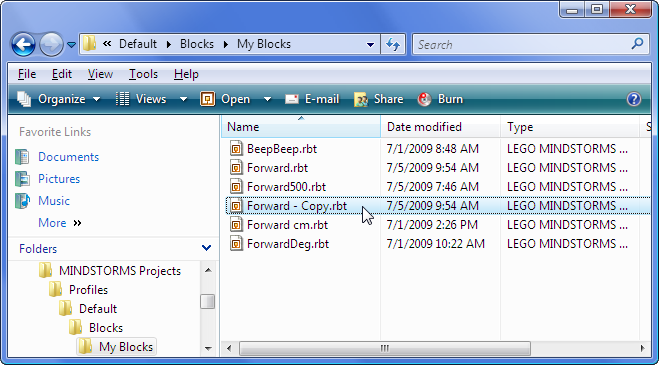 Default ▸ Blocks ▸ My Blocks Search
File Edit View Tools Help
Organize Views Open E-mail Share Burn
Favorite Links
Documents
Pictures
Music
More »
Folders
MINDSTORMS Projects
Profiles
Default
Blocks
My Blocks
Name Date modified Type S
BeepBeep.rbt 7/1/2009 8:48 AM LEGO MINDSTORMS ...
Forward.rbt 7/5/2009 9:54 AM LEGO MINDSTORMS ...
Forward500.rbt 7/5/2009 7:46 AM LEGO MINDSTORMS ...
Forward - Copy.rbt 7/5/2009 9:54 AM LEGO MINDSTORMS ...
Forward cm.rbt 7/1/2009 2:26 PM LEGO MINDSTORMS ...
ForwardDeg.rbt 7/1/2009 10:22 AM LEGO MINDSTORMS ...